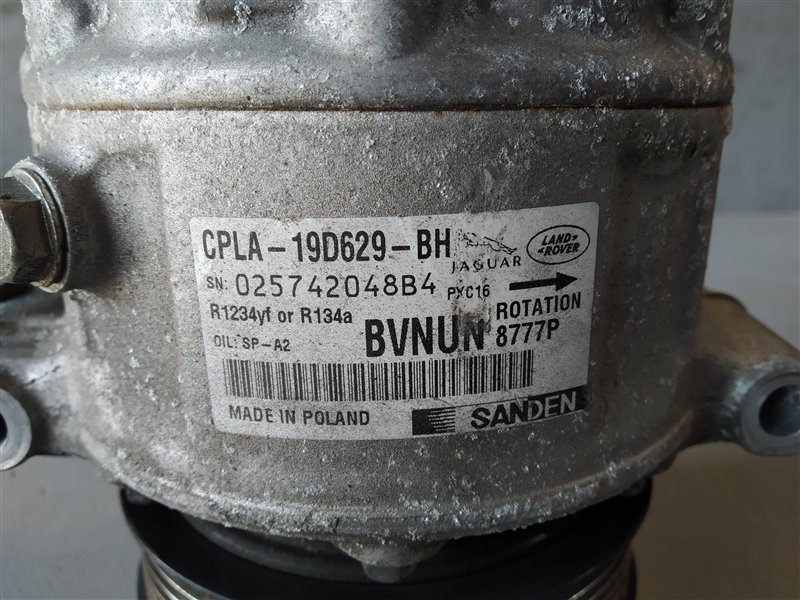 CPLA-19D629-BH
JAGUAR
LAND ROVER
SN: 025742048B4 PXC16
R1234yf or R134a
ROTATION
OIL: SP-A2 BVNUN 8777P
MADE IN POLAND SANDEN